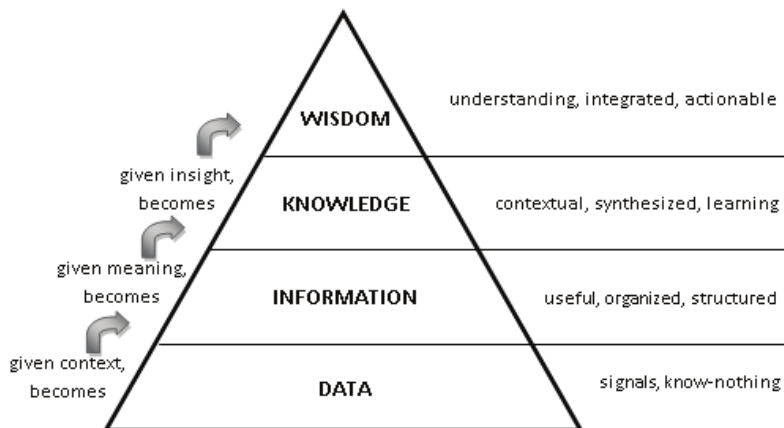 WISDOM
understanding, integrated, actionable
given insight,
becomes
KNOWLEDGE
contextual, synthesized, learning
given meaning,
becomes
INFORMATION
useful, organized, structured
given context,
becomes
DATA
signals, know-nothing